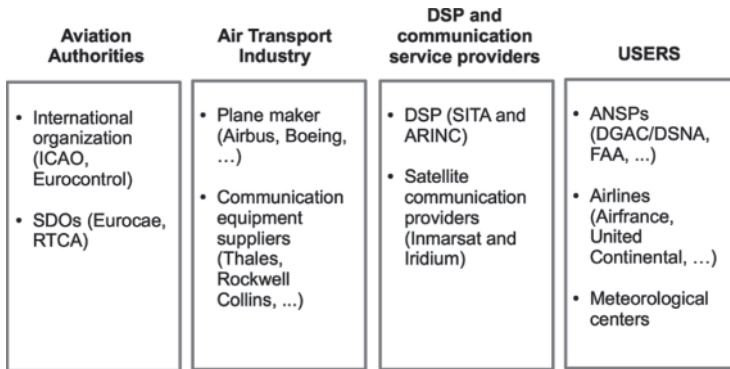 Aviation
Authorities
• International
organization
(ICAO,
Eurocontrol)
• SDOs (Eurocae,
RTCA)
Air Transport
Industry
• Plane maker
(Airbus, Boeing,
…)
• Communication
equipment
suppliers
(Thales,
Rockwell
Collins, ...)
DSP and
communication
service providers
• DSP (SITA and
ARINC)
• Satellite
communication
providers
(Inmarsat and
Iridium)
USERS
• ANSPs
(DGAC/DSNA,
FAA, ...)
• Airlines
(Airfrance,
United
Continental, …)
• Meteorological
centers